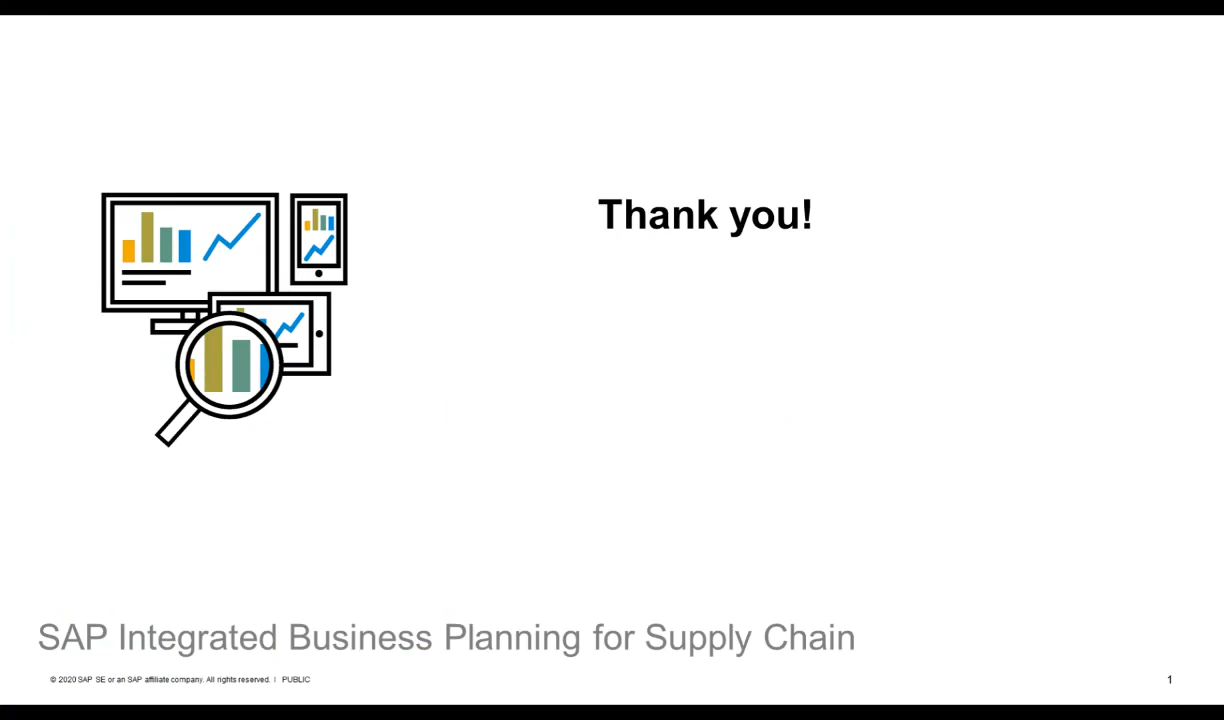 Thank you!
SAP Integrated Business Planning for Supply Chain
© 2020 SAP SE or an SAP affiliate company. All rights reserved. | PUBLIC
1